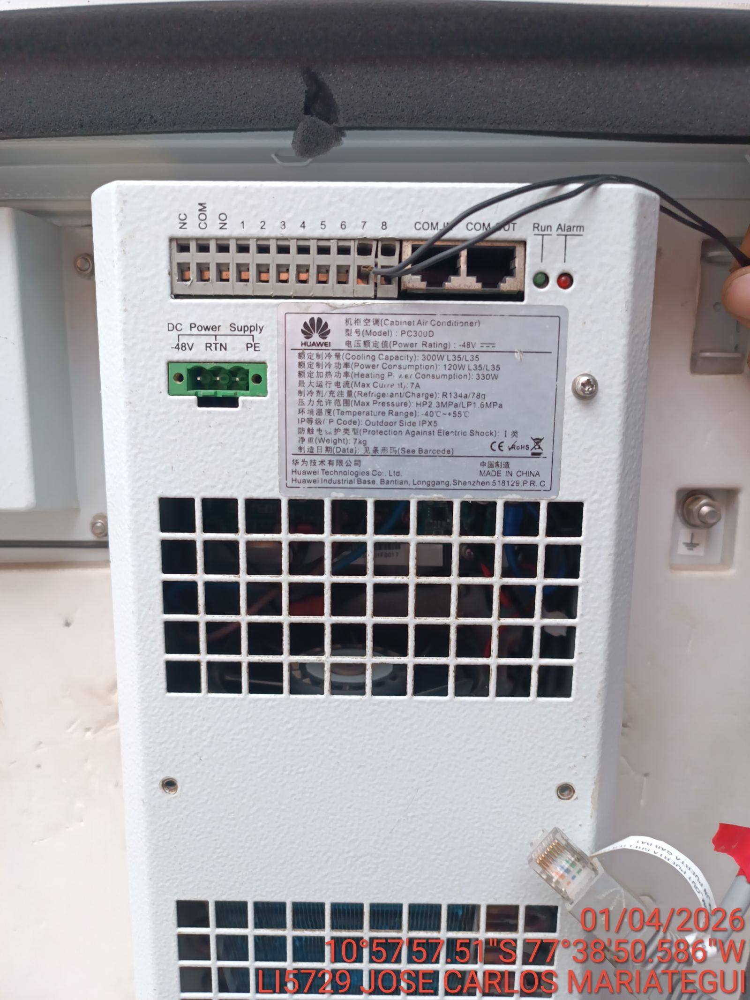 NC COM NO 1 2 3 4 5 6 7 8 COM IN COM OUT Run Alarm
DC Power Supply
-48V RTN PE
HUAWEI
机柜空调(Cabinet Air Conditioner)
型号(Model) : PC300D
电压额定值(Power Rating) : -48V
额定制冷量(Cooling Capacity): 300W L35/L35
额定制冷功率(Power Consumption): 120W L35/L35
额定加热功率(Heating Power Consumption): 330W
最大运行电流(Max Current): 7A
制冷剂/充注量(Refrigerant/Charge): R134a/78g
压力允许范围(Max Pressure): HP2.3MPa/LP1.6MPa
环境温度(Temperature Range): -40℃~+55℃
IP等级(IP Code): Outdoor Side IPX5
防触电保护类型(Protection Against Electric Shock): I 类
净重(Weight): 7kg
制造日期(Data): 见条形码(See Barcode)
CE RoHS
华为技术有限公司
中国制造
Huawei Technologies Co., Ltd.
MADE IN CHINA
Huawei Industrial Base, Bantian, Longgang,Shenzhen 518129,P.R. C
01/04/2026
10°57'57.51"S 77°38'50.586"W
LI5729 JOSE CARLOS MARIATEGUI